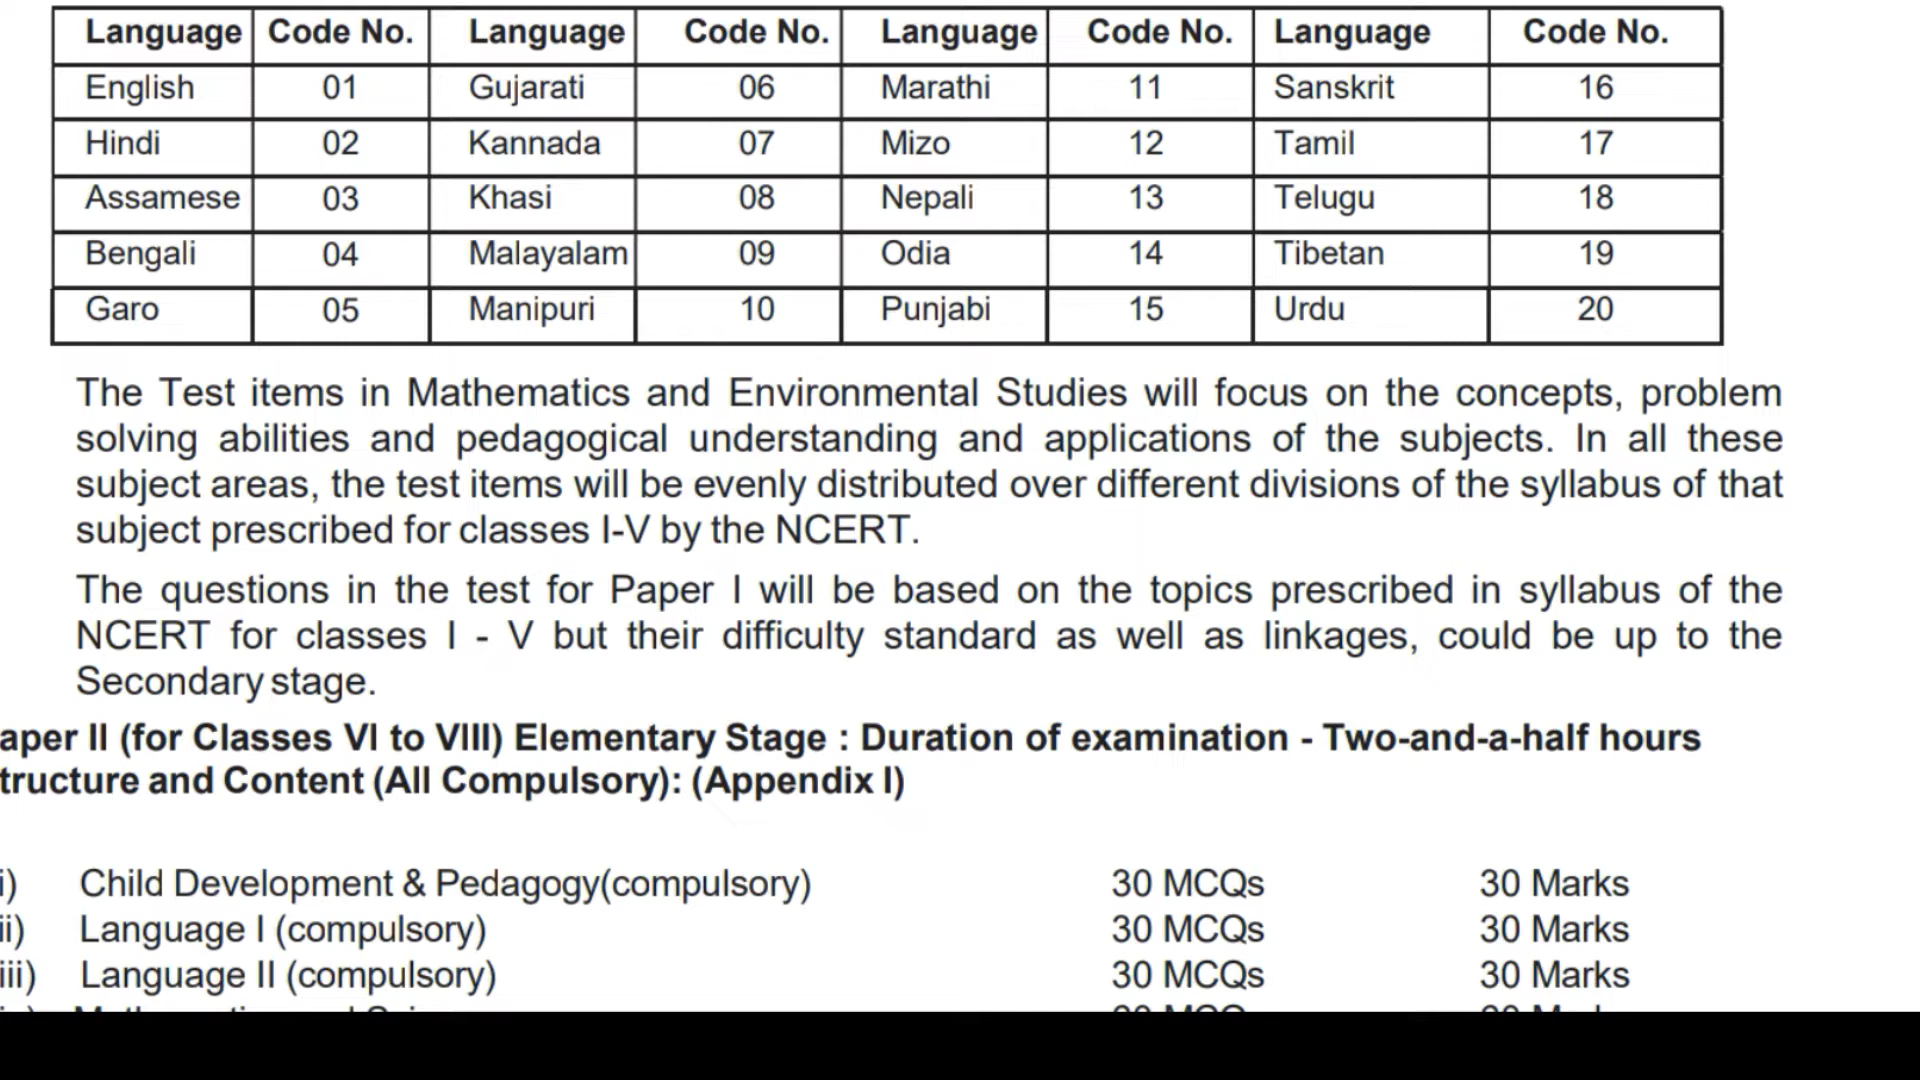 Language Code No. Language Code No. Language Code No. Language Code No.
English 01 Gujarati 06 Marathi 11 Sanskrit 16
Hindi 02 Kannada 07 Mizo 12 Tamil 17
Assamese 03 Khasi 08 Nepali 13 Telugu 18
Bengali 04 Malayalam 09 Odia 14 Tibetan 19
Garo 05 Manipuri 10 Punjabi 15 Urdu 20
The Test items in Mathematics and Environmental Studies will focus on the concepts, problem
solving abilities and pedagogical understanding and applications of the subjects. In all these
subject areas, the test items will be evenly distributed over different divisions of the syllabus of that
subject prescribed for classes I-V by the NCERT.
The questions in the test for Paper I will be based on the topics prescribed in syllabus of the
NCERT for classes I - V but their difficulty standard as well as linkages, could be up to the
Secondary stage.
aper II (for Classes VI to VIII) Elementary Stage : Duration of examination - Two-and-a-half hours
tructure and Content (All Compulsory): (Appendix I)
i) Child Development & Pedagogy(compulsory) 30 MCQs 30 Marks
ii) Language I (compulsory) 30 MCQs 30 Marks
iii) Language II (compulsory) 30 MCQs 30 Marks